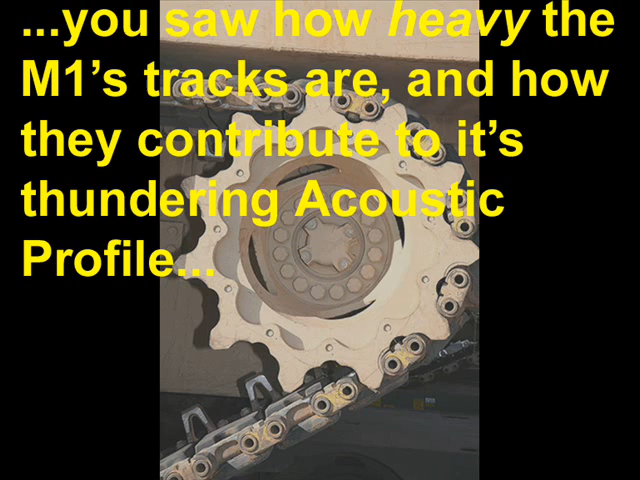 ...you saw how heavy the
M1’s tracks are, and how
they contribute to it’s
thundering Acoustic
Profile...